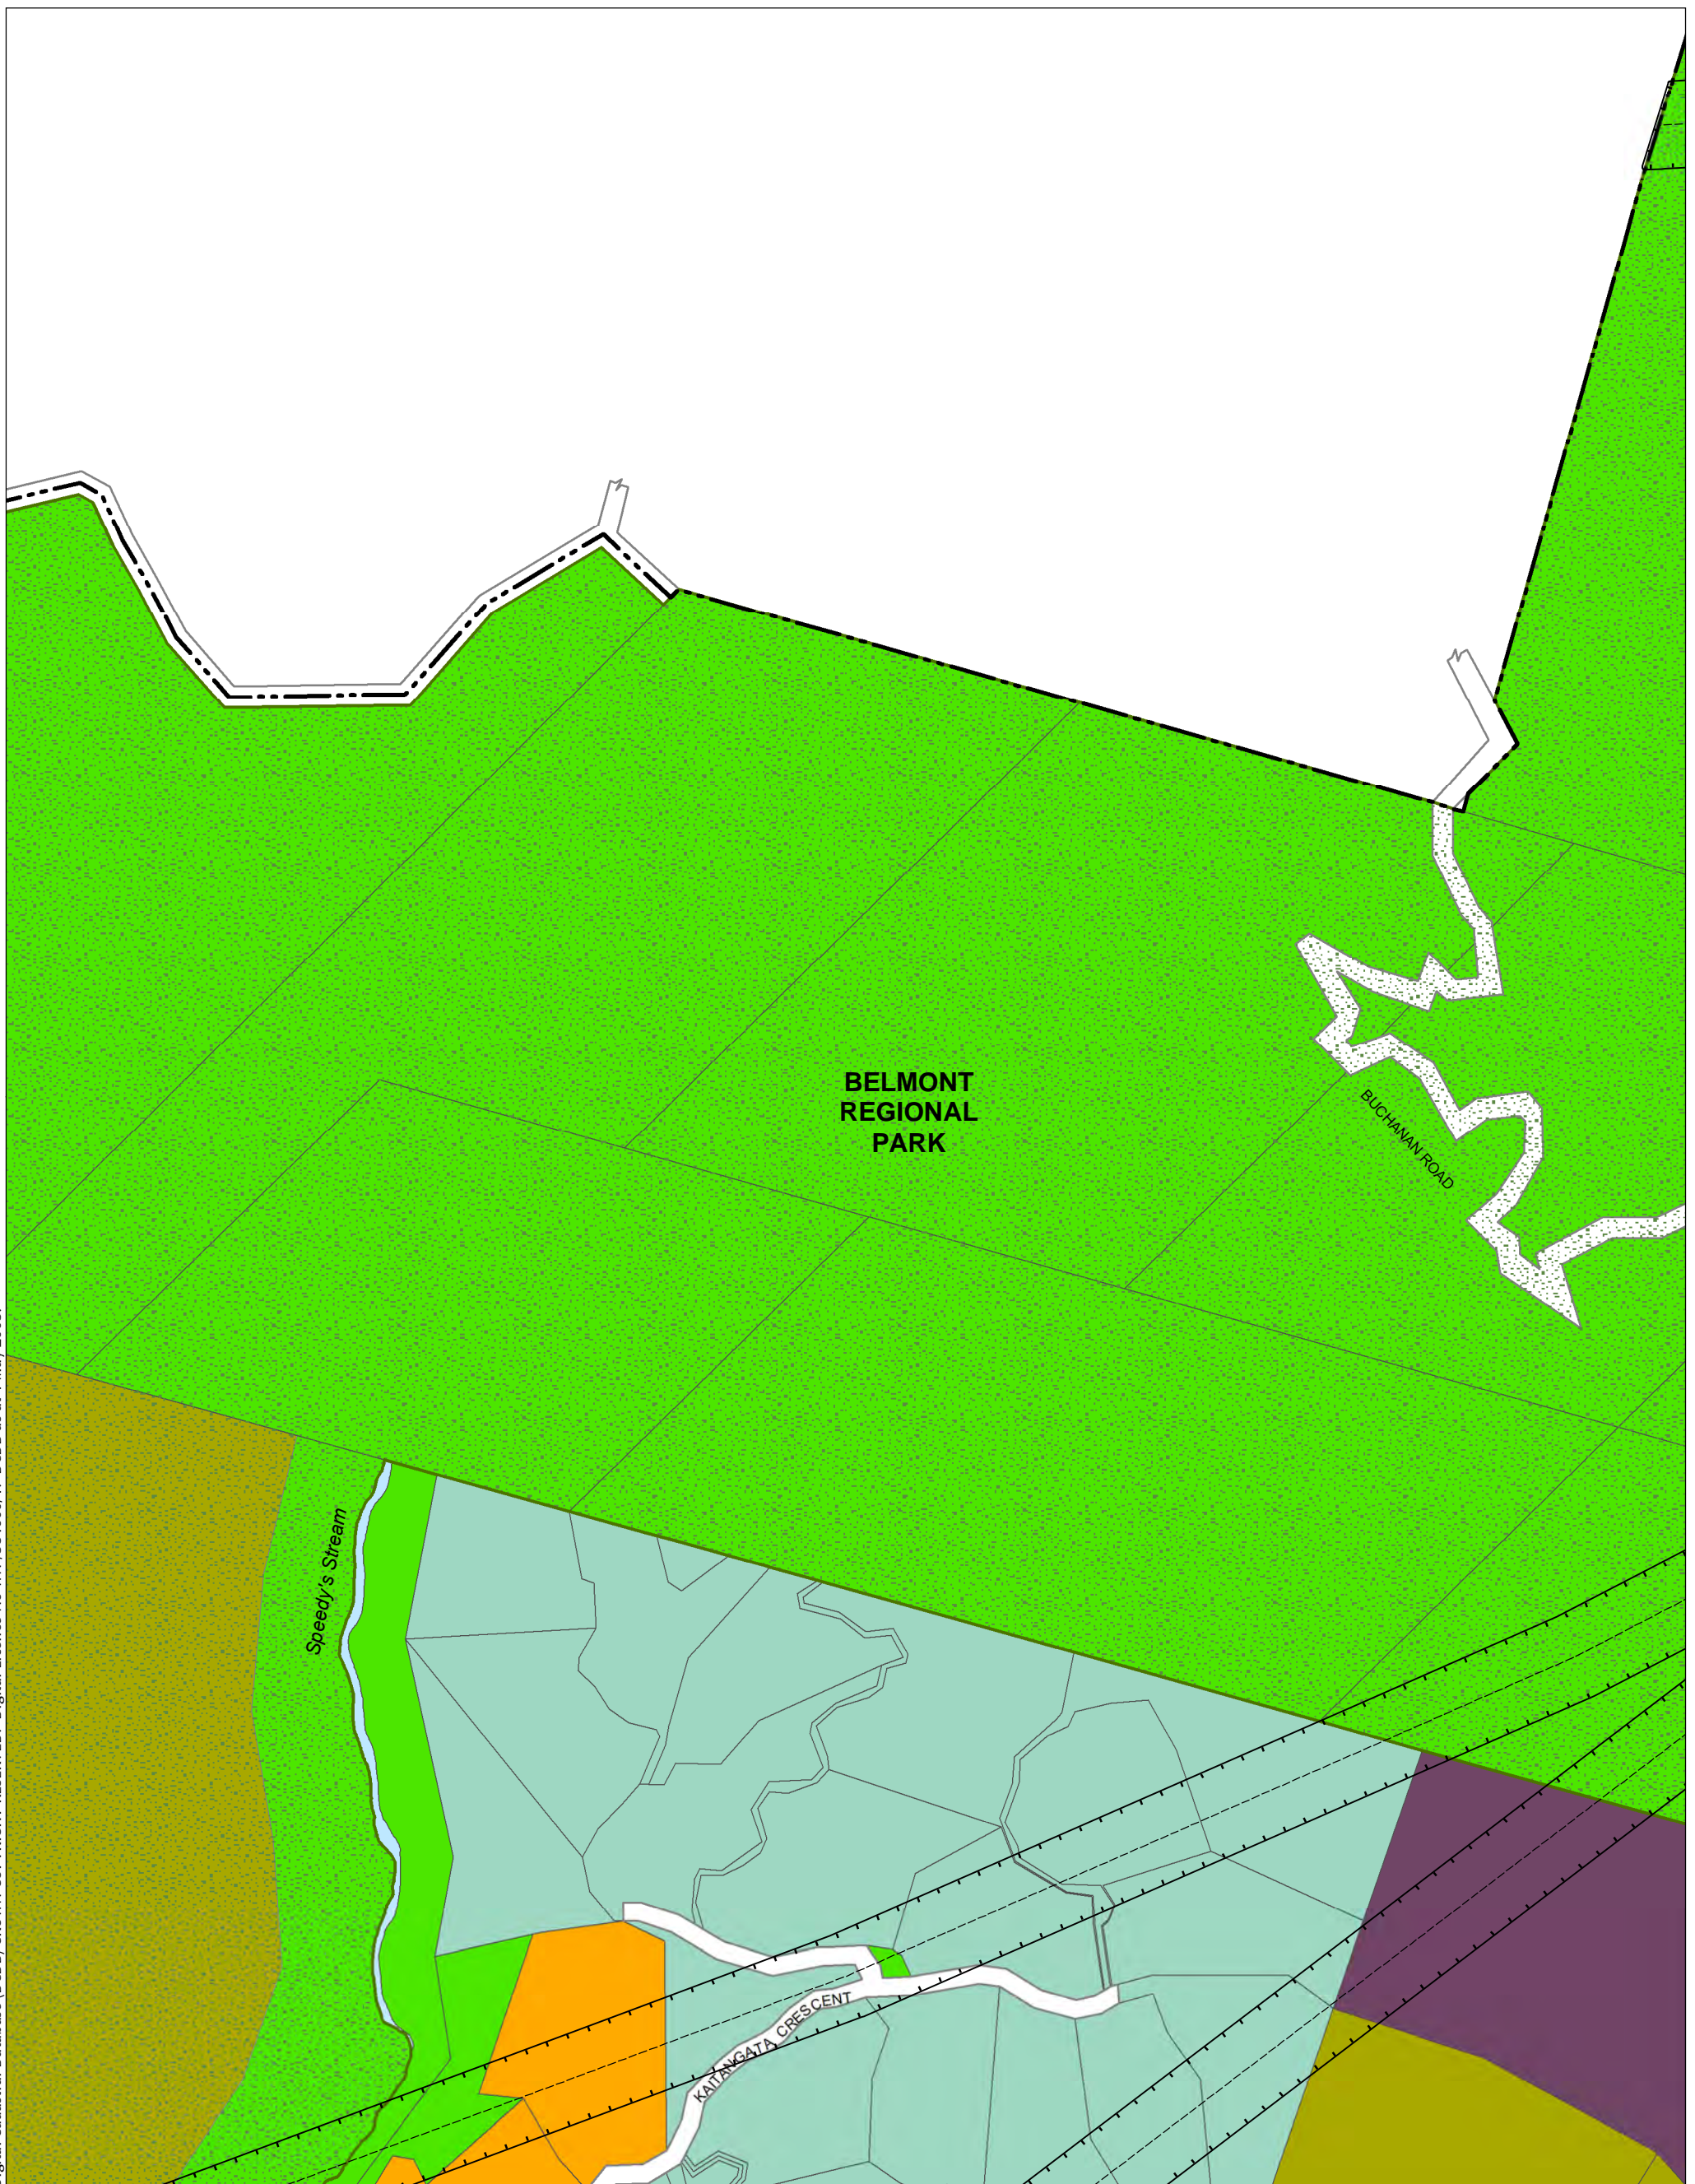 BELMONT
REGIONAL
PARK
BUCHANAN ROAD
Speedy's Stream
KAITANGATA CRESCENT